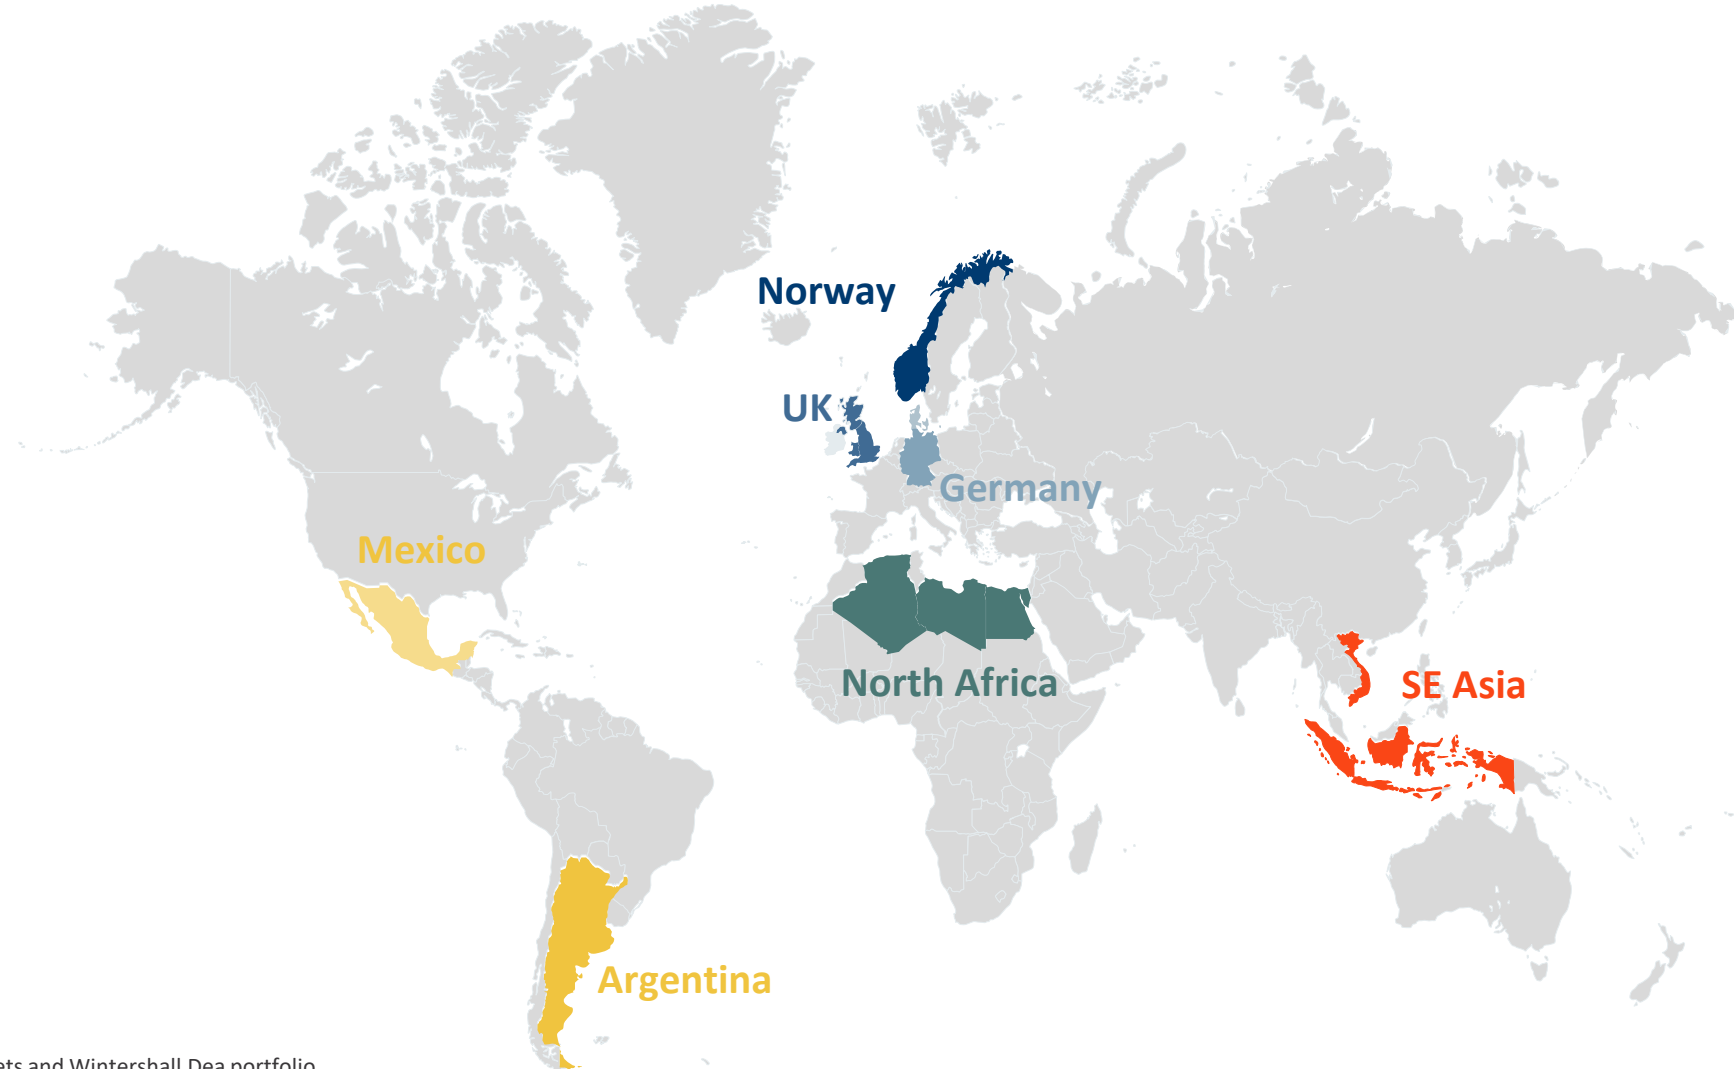 Norway
UK
Germany
Mexico
North Africa
SE Asia
Argentina
and Wintershall Dea portfolio